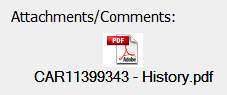 Attachments/Comments:
PDF
Adobe
CAR11399343 - History.pdf